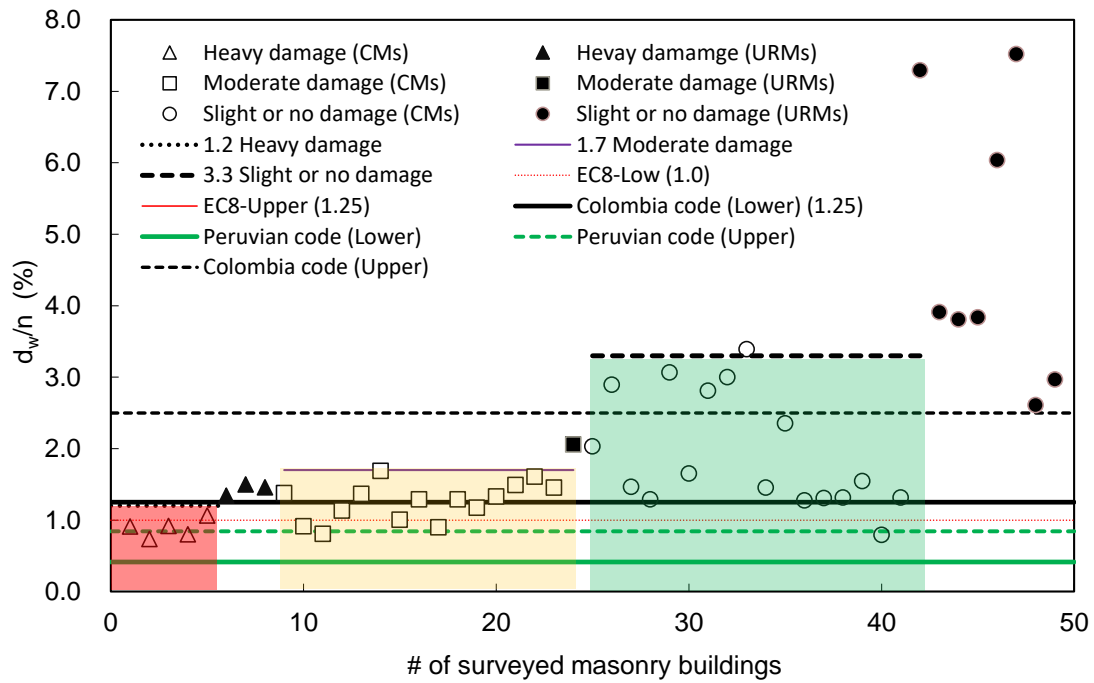 8.0
Heavy damage (CMs) Hevay damamge (URMs)
7.0
Moderate damage (CMs) Moderate damage (URMs)
Slight or no damage (CMs) Slight or no damage (URMs)
1.2 Heavy damage 1.7 Moderate damage
6.0
3.3 Slight or no damage EC8-Low (1.0)
EC8-Upper (1.25) Colombia code (Lower) (1.25)
5.0
Peruvian code (Lower) Peruvian code (Upper)
Colombia code (Upper)
4.0
3.0
2.0
1.0
0.0
dw/n (%)
0 10 20 30 40 50
# of surveyed masonry buildings